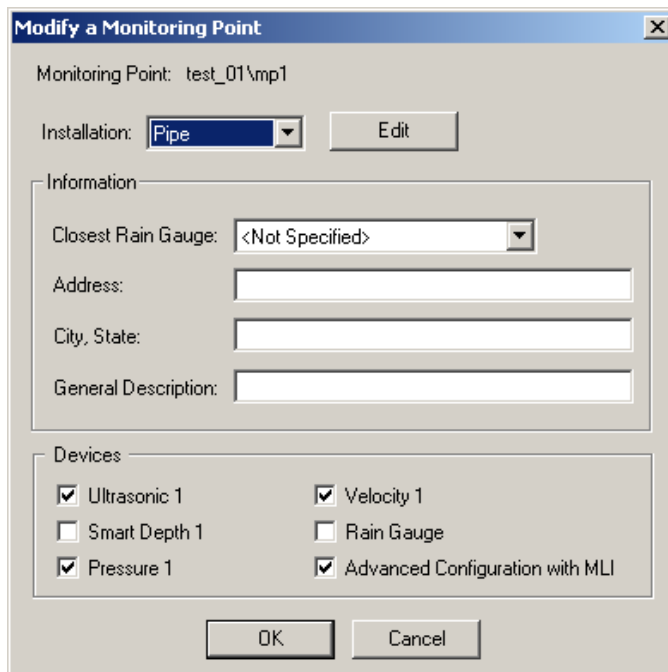 Modify a Monitoring Point
Monitoring Point: test_01\mp1
Installation: Pipe Edit
Information
Closest Rain Gauge: <Not Specified>
Address:
City, State:
General Description:
Devices
Ultrasonic 1 Velocity 1
Smart Depth 1 Rain Gauge
Pressure 1 Advanced Configuration with MLI
OK Cancel